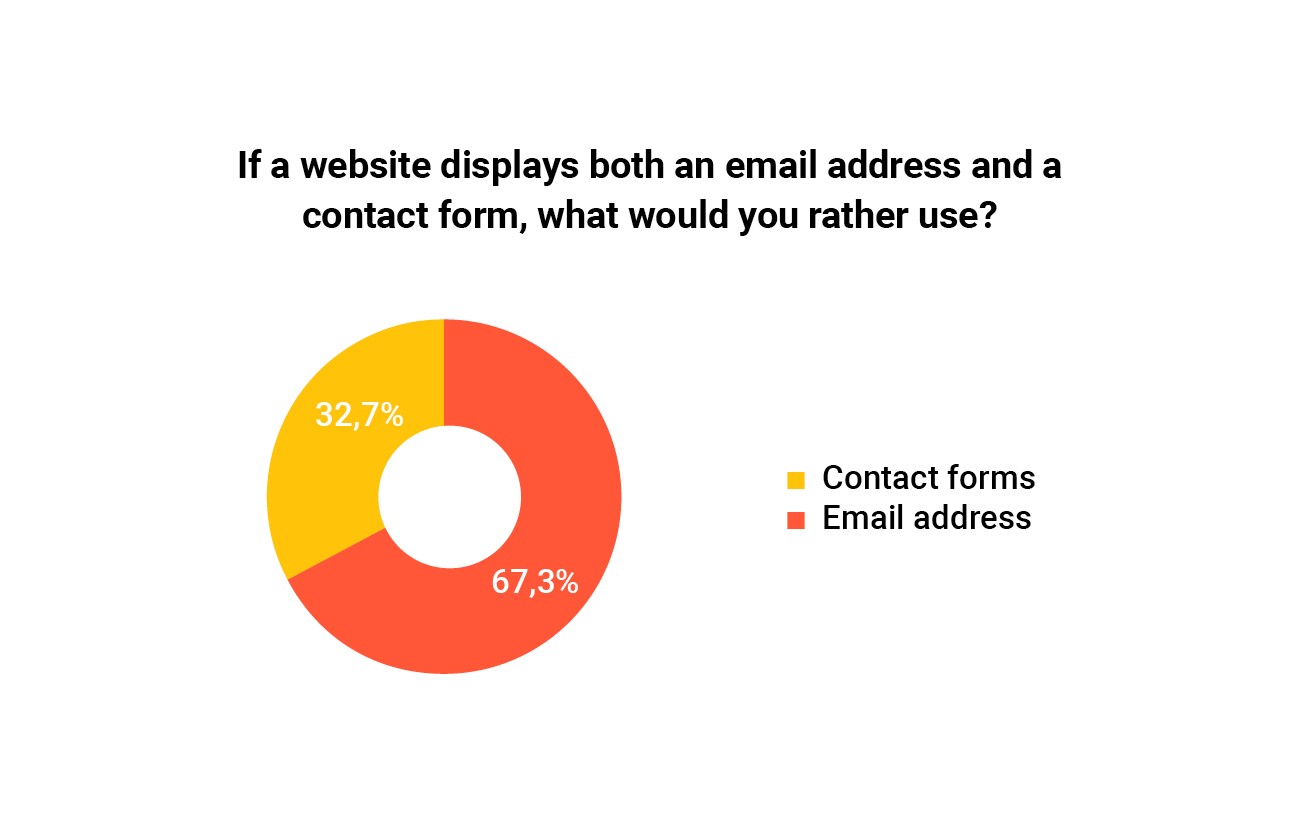 If a website displays both an email address and a
contact form, what would you rather use?
32,7%
67,3%
Contact forms
Email address